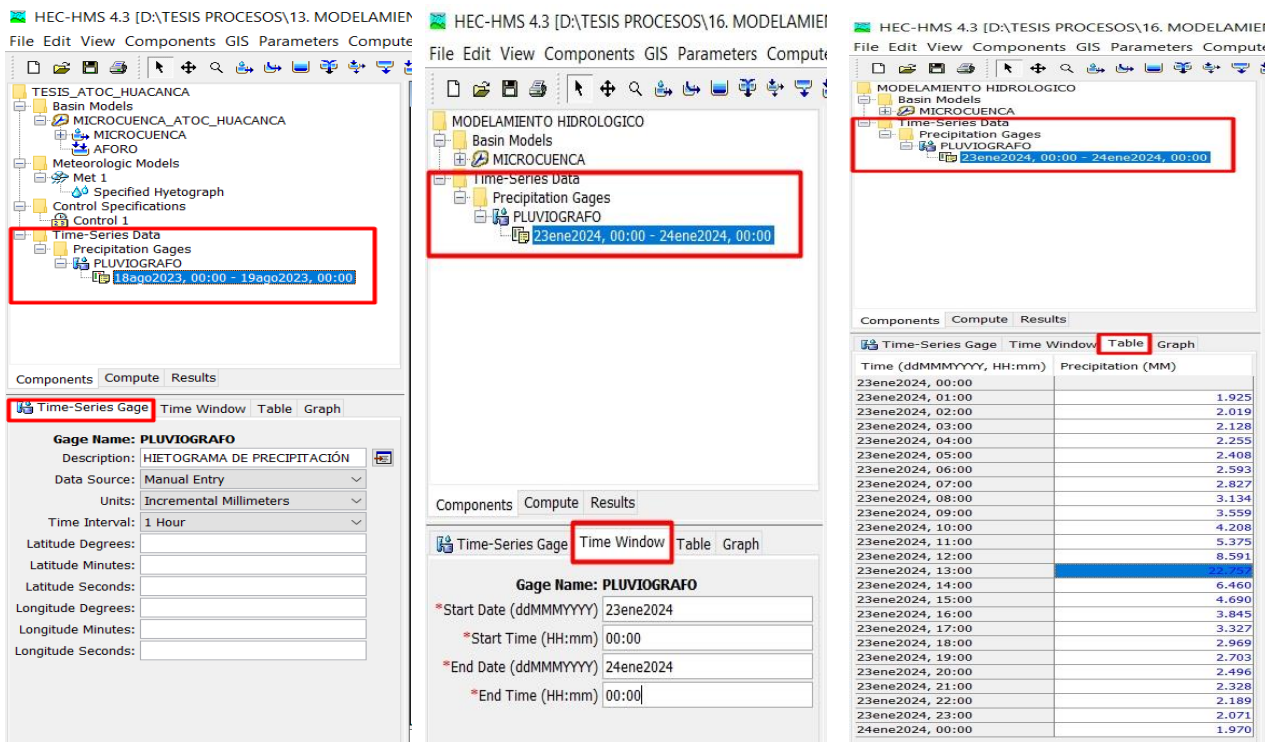 HEC-HMS 4.3 [D:\TESIS PROCESOS\13. MODELAMIEN
File Edit View Components GIS Parameters Compute
TESIS_ATOC_HUACANCA
Basin Models
MICROCUENCA_ATOC_HUACANCA
MICROCUENCA
AFORO
Meteorologic Models
Met 1
Specified Hyetograph
Control Specifications
Control 1
Time-Series Data
Precipitation Gages
PLUVIOGRAFO
18ago2023, 00:00 - 19ago2023, 00:00
Components Compute Results
Time-Series Gage Time Window Table Graph
Gage Name: PLUVIOGRAFO
Description: HIETOGRAMA DE PRECIPITACIÓN
Data Source: Manual Entry
Units: Incremental Millimeters
Time Interval: 1 Hour
Latitude Degrees:
Latitude Minutes:
Latitude Seconds:
Longitude Degrees:
Longitude Minutes:
Longitude Seconds:
HEC-HMS 4.3 [D:\TESIS PROCESOS\16. MODELAMIE
File Edit View Components GIS Parameters Compute
MODELAMIENTO HIDROLOGICO
Basin Models
MICROCUENCA
Time-Series Data
Precipitation Gages
PLUVIOGRAFO
23ene2024, 00:00 - 24ene2024, 00:00
Components Compute Results
Time-Series Gage Time Window Table Graph
Gage Name: PLUVIOGRAFO
*Start Date (ddMMMYYYY) 23ene2024
*Start Time (HH:mm) 00:00
*End Date (ddMMMYYYY) 24ene2024
*End Time (HH:mm) 00:00
HEC-HMS 4.3 [D:\TESIS PROCESOS\16. MODELAMIE
File Edit View Components GIS Parameters Compute
MODELAMIENTO HIDROLOGICO
Basin Models
MICROCUENCA
Time-Series Data
Precipitation Gages
PLUVIOGRAFO
23ene2024, 00:00 - 24ene2024, 00:00
Components Compute Results
Time-Series Gage Time Window Table Graph
Time (ddMMMYYYY, HH:mm) Precipitation (MM)
23ene2024, 00:00
23ene2024, 01:00 1.925
23ene2024, 02:00 2.019
23ene2024, 03:00 2.128
23ene2024, 04:00 2.255
23ene2024, 05:00 2.408
23ene2024, 06:00 2.593
23ene2024, 07:00 2.827
23ene2024, 08:00 3.134
23ene2024, 09:00 3.559
23ene2024, 10:00 4.208
23ene2024, 11:00 5.375
23ene2024, 12:00 8.591
23ene2024, 13:00 22.757
23ene2024, 14:00 6.460
23ene2024, 15:00 4.690
23ene2024, 16:00 3.845
23ene2024, 17:00 3.327
23ene2024, 18:00 2.969
23ene2024, 19:00 2.703
23ene2024, 20:00 2.496
23ene2024, 21:00 2.328
23ene2024, 22:00 2.189
23ene2024, 23:00 2.071
24ene2024, 00:00 1.970